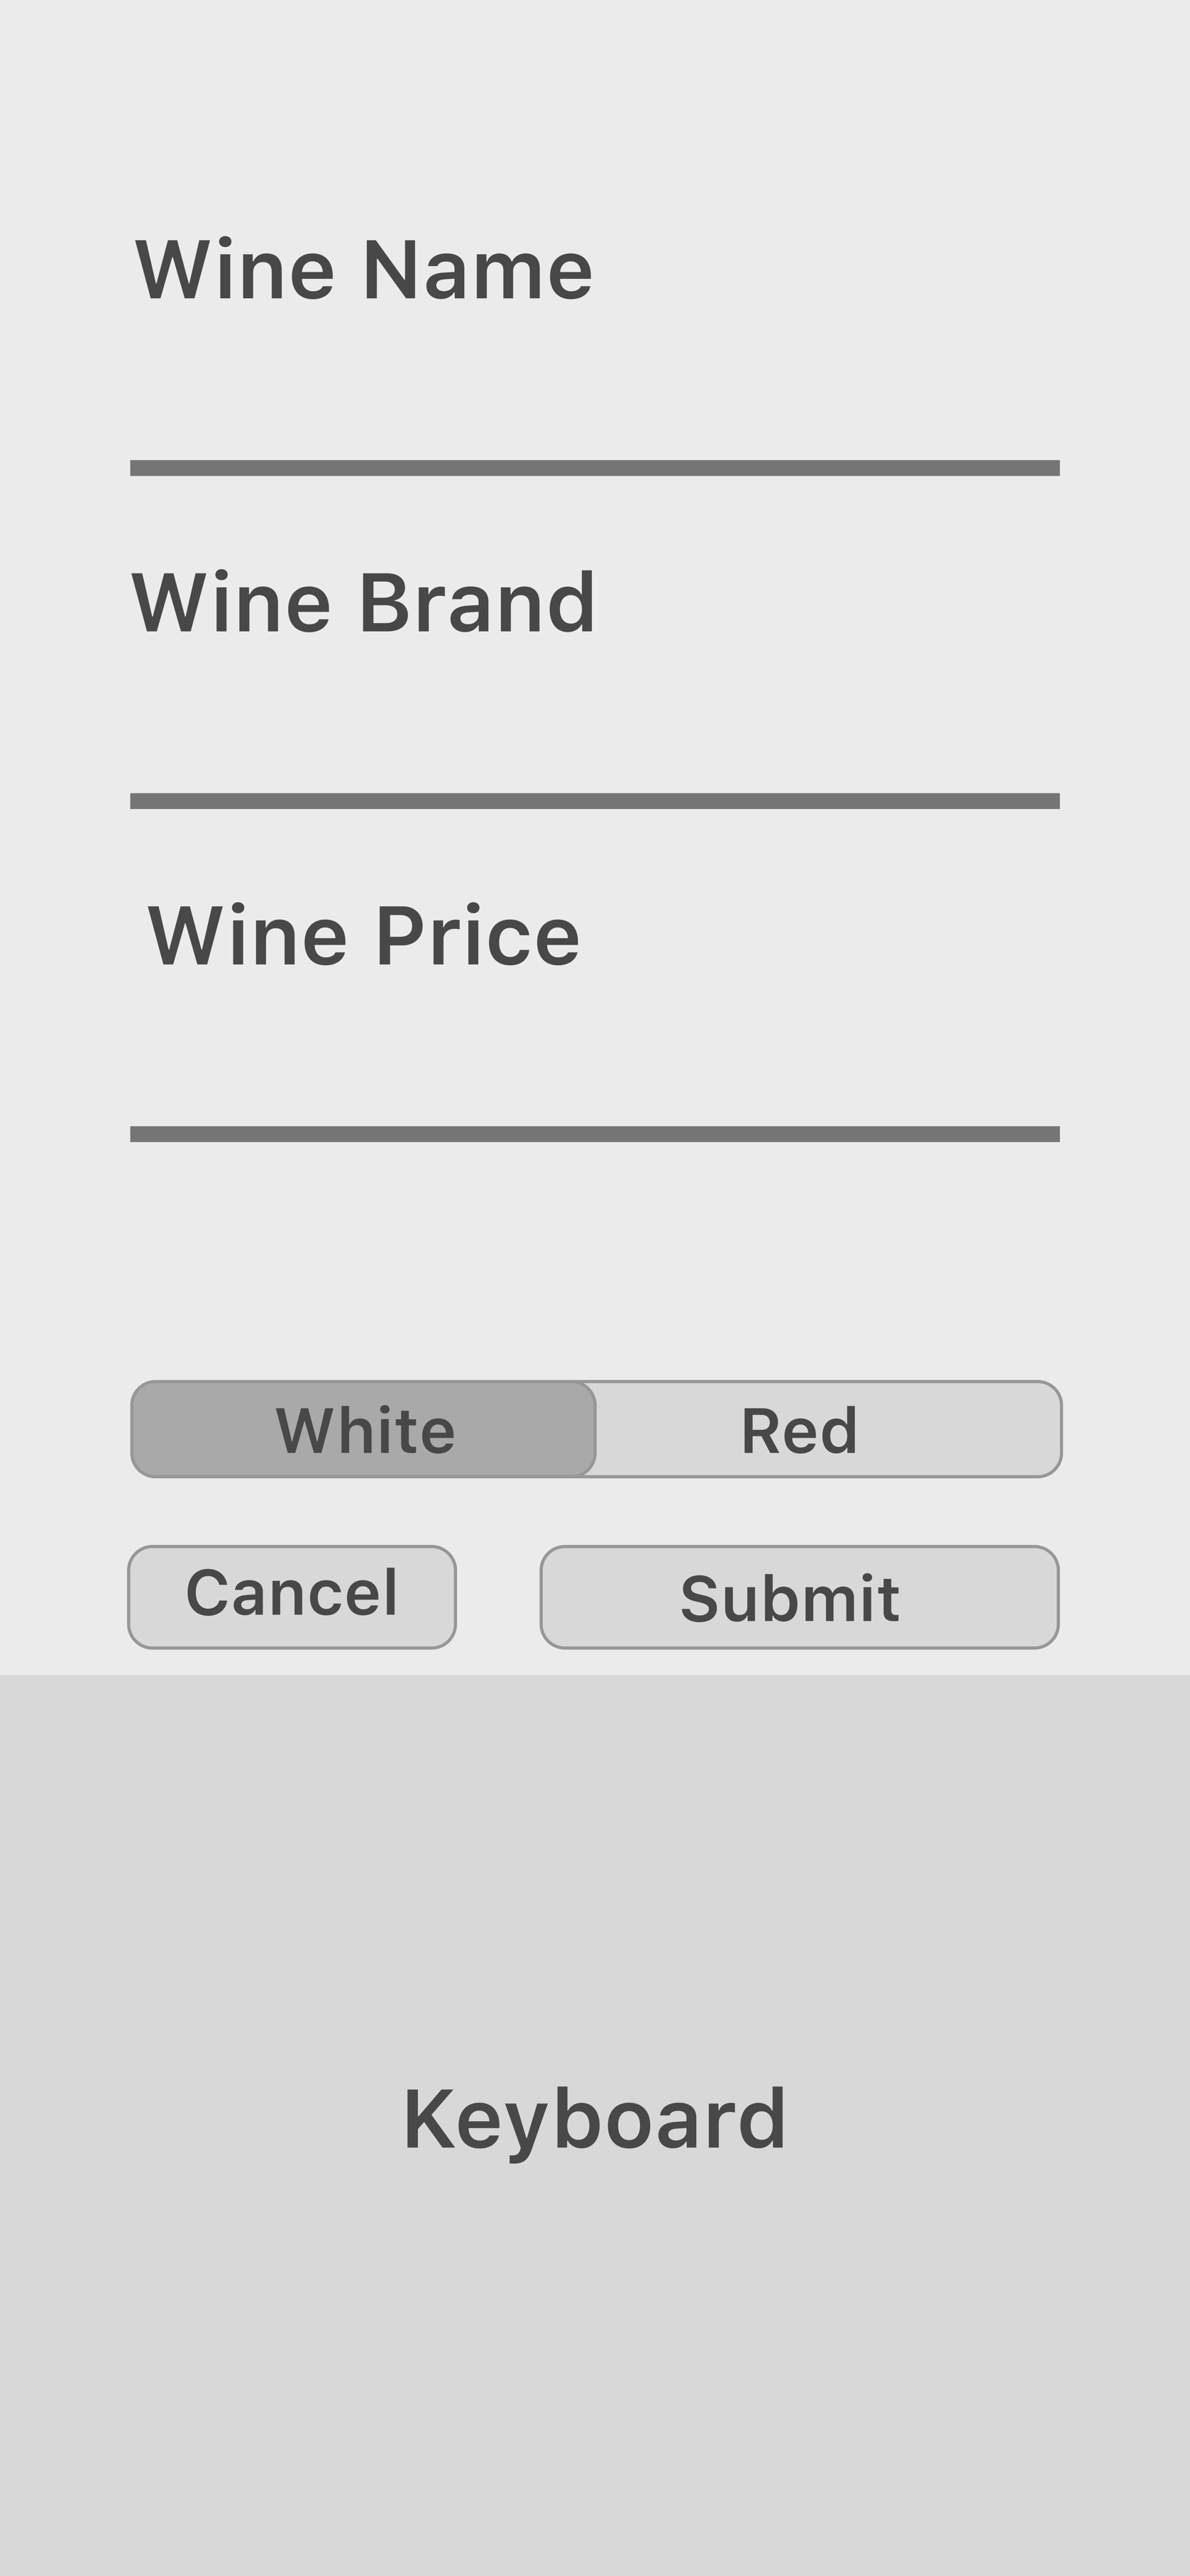 Wine Name
Wine Brand
Wine Price
White Red
Cancel Submit
Keyboard